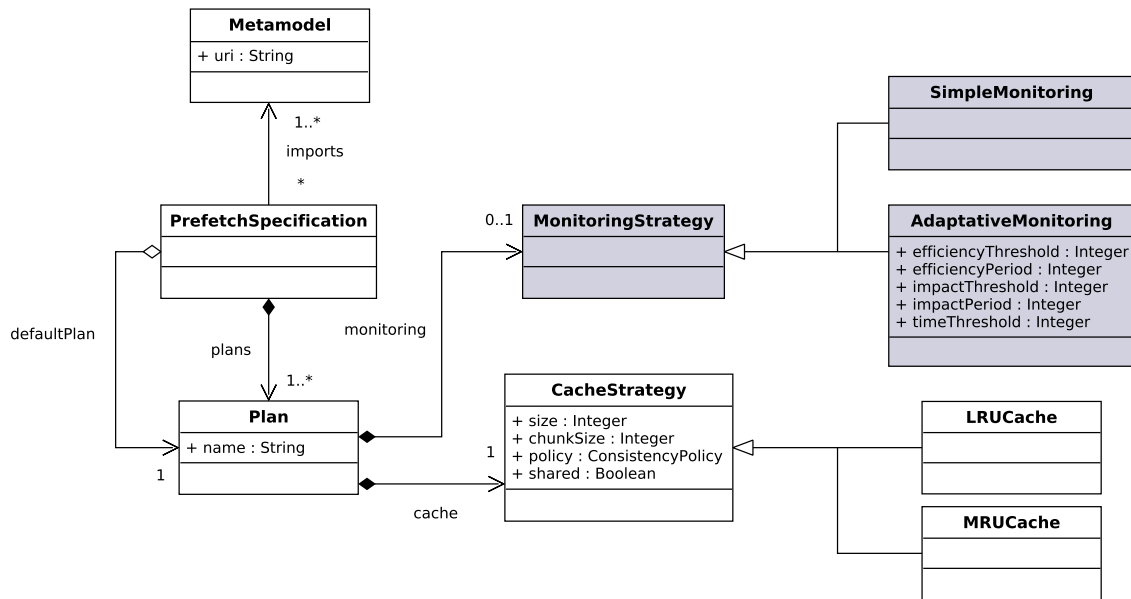 Metamodel
+ uri : String
1..*
imports
*
PrefetchSpecification
defaultPlan
plans
1..*
Plan
+ name : String
1
monitoring
0..1
MonitoringStrategy
SimpleMonitoring
AdaptativeMonitoring
+ efficiencyThreshold : Integer
+ efficiencyPeriod : Integer
+ impactThreshold : Integer
+ impactPeriod : Integer
+ timeThreshold : Integer
cache
1
CacheStrategy
+ size : Integer
+ chunkSize : Integer
+ policy : ConsistencyPolicy
+ shared : Boolean
LRUCache
MRUCache